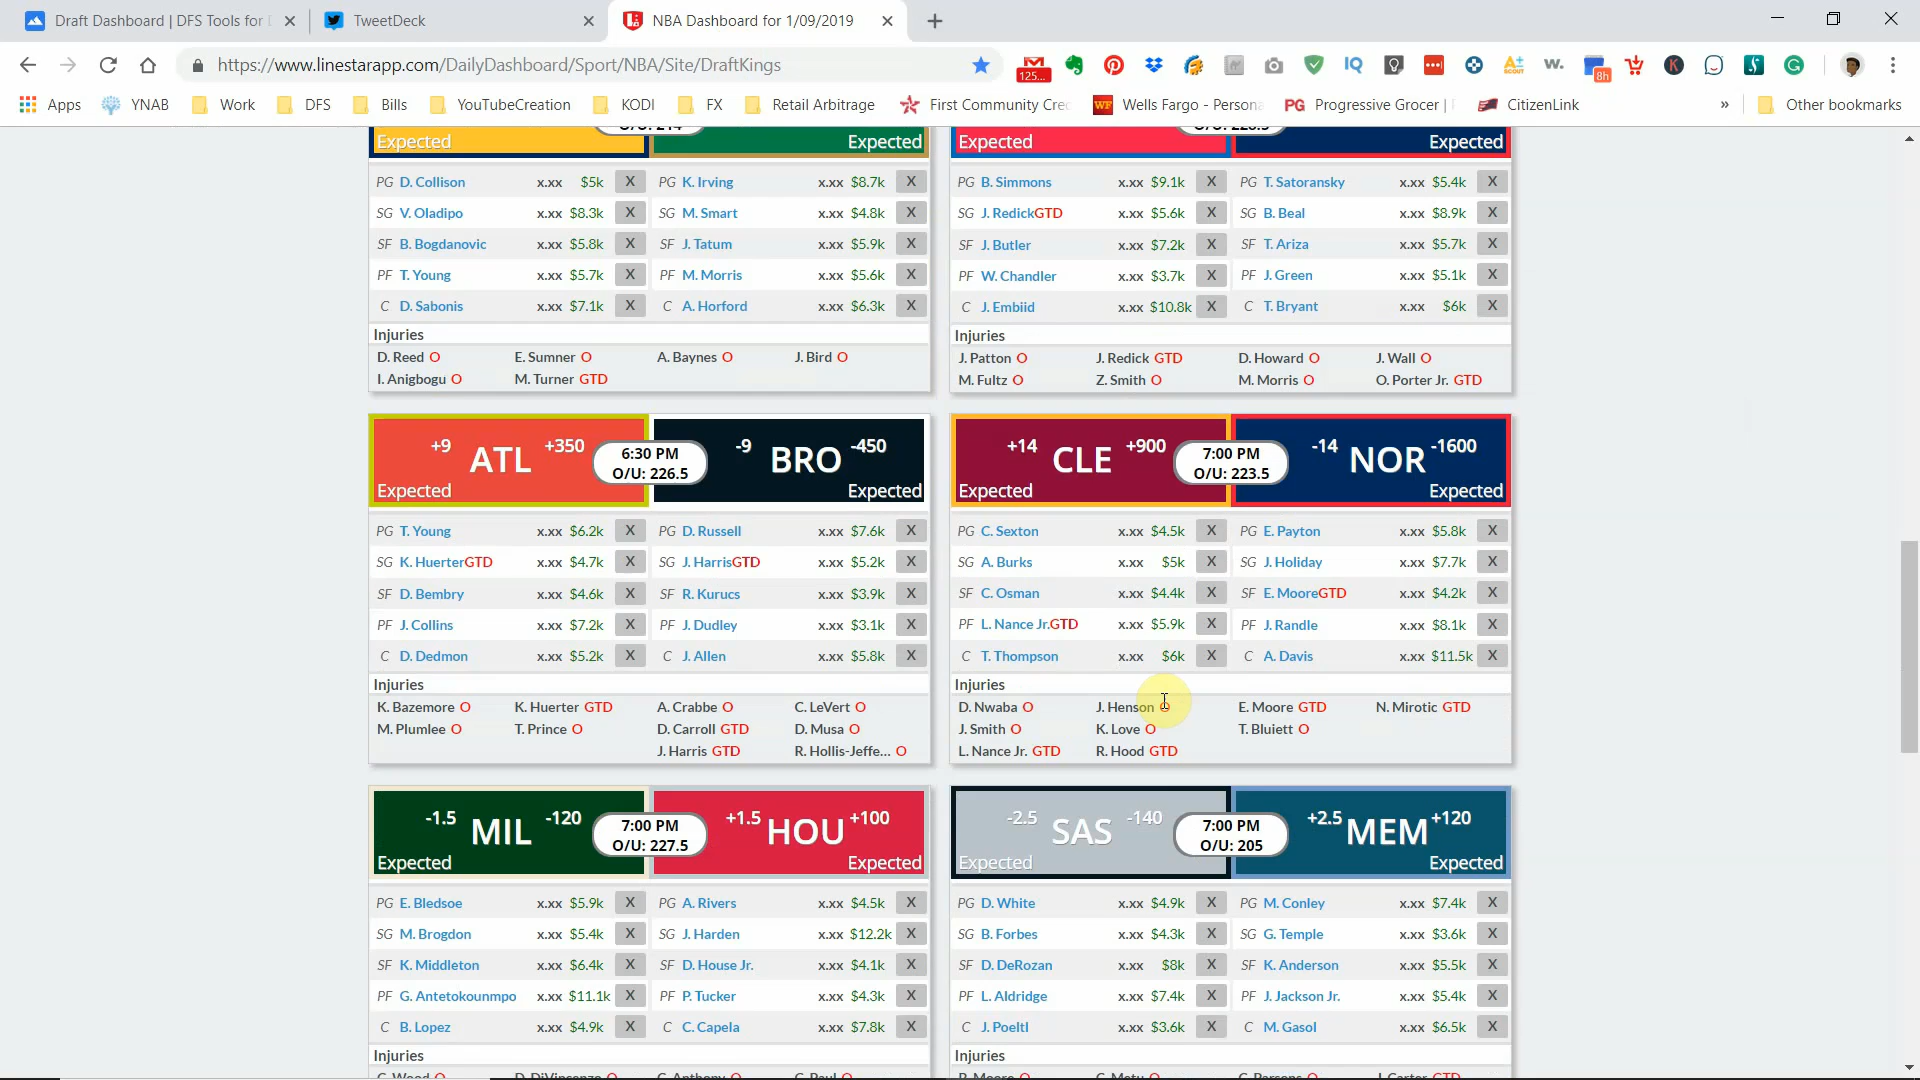 Draft Dashboard | DFS Tools for
TweetDeck
NBA Dashboard for 1/09/2019
https://www.linestarapp.com/DailyDashboard/Sport/NBA/Site/DraftKings
125...
8h
Apps YNAB Work DFS Bills YouTubeCreation KODI FX Retail Arbitrage First Community Cre Wells Fargo - Persona Progressive Grocer | CitizenLink » Other bookmarks
Expected Expected
PG D. Collison x.xx $5k X PG K. Irving x.xx $8.7k X
SG V. Oladipo x.xx $8.3k X SG M. Smart x.xx $4.8k X
SF B. Bogdanovic x.xx $5.8k X SF J. Tatum x.xx $5.9k X
PF T. Young x.xx $5.7k X PF M. Morris x.xx $5.6k X
C D. Sabonis x.xx $7.1k X C A. Horford x.xx $6.3k X
Injuries
D. Reed O E. Sumner O A. Baynes O J. Bird O
I. Anigbogu O M. Turner GTD
Expected Expected
PG B. Simmons x.xx $9.1k X PG T. Satoransky x.xx $5.4k X
SG J. RedickGTD x.xx $5.6k X SG B. Beal x.xx $8.9k X
SF J. Butler x.xx $7.2k X SF T. Ariza x.xx $5.7k X
PF W. Chandler x.xx $3.7k X PF J. Green x.xx $5.1k X
C J. Embiid x.xx $10.8k X C T. Bryant x.xx $6k X
Injuries
J. Patton O J. Redick GTD D. Howard O J. Wall O
M. Fultz O Z. Smith O M. Morris O O. Porter Jr. GTD
+9 ATL +350 6:30 PM -9 BRO -450
O/U: 226.5
Expected Expected
PG T. Young x.xx $6.2k X PG D. Russell x.xx $7.6k X
SG K. HuerterGTD x.xx $4.7k X SG J. HarrisGTD x.xx $5.2k X
SF D. Bembry x.xx $4.6k X SF R. Kurucs x.xx $3.9k X
PF J. Collins x.xx $7.2k X PF J. Dudley x.xx $3.1k X
C D. Dedmon x.xx $5.2k X C J. Allen x.xx $5.8k X
Injuries
K. Bazemore O K. Huerter GTD A. Crabbe O C. LeVert O
M. Plumlee O T. Prince O D. Carroll GTD D. Musa O
J. Harris GTD R. Hollis-Jeffe... O
+14 CLE +900 7:00 PM -14 NOR -1600
O/U: 223.5
Expected Expected
PG C. Sexton x.xx $4.5k X PG E. Payton x.xx $5.8k X
SG A. Burks x.xx $5k X SG J. Holiday x.xx $7.7k X
SF C. Osman x.xx $4.4k X SF E. MooreGTD x.xx $4.2k X
PF L. Nance Jr.GTD x.xx $5.9k X PF J. Randle x.xx $8.1k X
C T. Thompson x.xx $6k X C A. Davis x.xx $11.5k X
Injuries
D. Nwaba O J. Henson O E. Moore GTD N. Mirotic GTD
J. Smith O K. Love O T. Bluiett O
L. Nance Jr. GTD R. Hood GTD
-1.5 MIL -120 7:00 PM +1.5 HOU +100
O/U: 227.5
Expected Expected
PG E. Bledsoe x.xx $5.9k X PG A. Rivers x.xx $4.5k X
SG M. Brogdon x.xx $5.4k X SG J. Harden x.xx $12.2k X
SF K. Middleton x.xx $6.4k X SF D. House Jr. x.xx $4.1k X
PF G. Antetokounmpo x.xx $11.1k X PF P. Tucker x.xx $4.3k X
C B. Lopez x.xx $4.9k X C C. Capela x.xx $7.8k X
Injuries
-2.5 SAS -140 7:00 PM +2.5 MEM +120
O/U: 205
Expected Expected
PG D. White x.xx $4.9k X PG M. Conley x.xx $7.4k X
SG B. Forbes x.xx $4.3k X SG G. Temple x.xx $3.6k X
SF D. DeRozan x.xx $8k X SF K. Anderson x.xx $5.5k X
PF L. Aldridge x.xx $7.4k X PF J. Jackson Jr. x.xx $5.4k X
C J. Poeltl x.xx $3.6k X C M. Gasol x.xx $6.5k X
Injuries